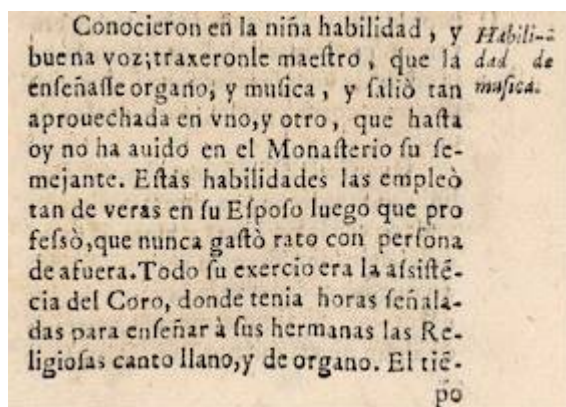 Conocieron en la niña habilidad, y
buena voz; traxeronle maeſtro, que la
enſeñaſſe organo, y muſica, y ſaliò tan
aprouechada en vno, y otro, que haſta
oy no ha auido en el Monaſterio ſu ſe-
mejante. Eſtas habilidades las empleò
tan de veras en ſu Eſpoſo luego que pro
feſsò, que nunca gaſtò rato con perſona
de afuera. Todo ſu exercio era la aſsiſtẽ-
cia del Coro, donde tenia horas ſeñala-
das para enſeñar à ſus hermanas las Re-
ligioſas canto llano, y de organo. El tiẽ-
po
Habili-
dad de
muſica.